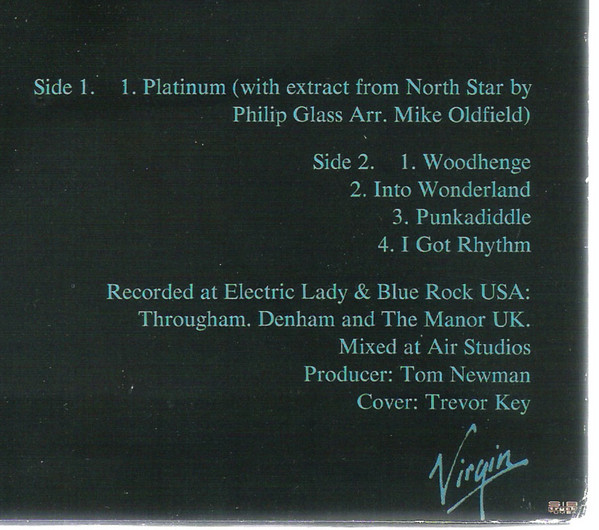 Side 1. 1. Platinum (with extract from North Star by
Philip Glass Arr. Mike Oldfield)
Side 2. 1. Woodhenge
2. Into Wonderland
3. Punkadiddle
4. I Got Rhythm
Recorded at Electric Lady & Blue Rock USA:
Througham. Denham and The Manor UK.
Mixed at Air Studios
Producer: Tom Newman
Cover: Trevor Key
Virgin